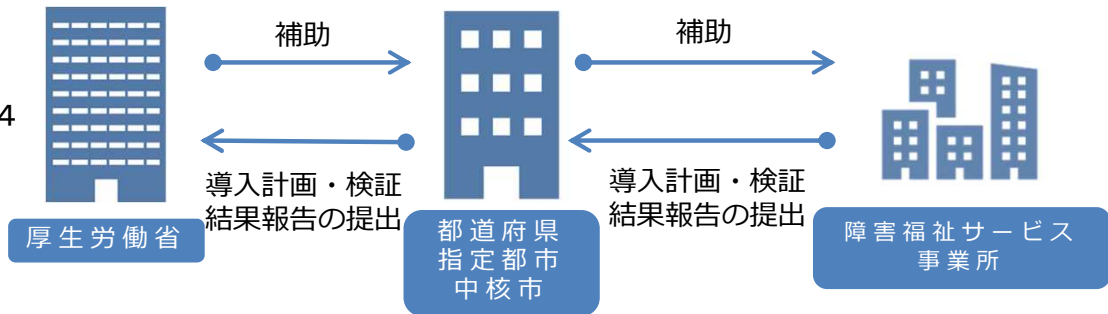 補助
補助
4
導入計画・検証
結果報告の提出
導入計画・検証
結果報告の提出
厚生労働省
都道府県
指定都市
中核市
障害福祉サービス
事業所